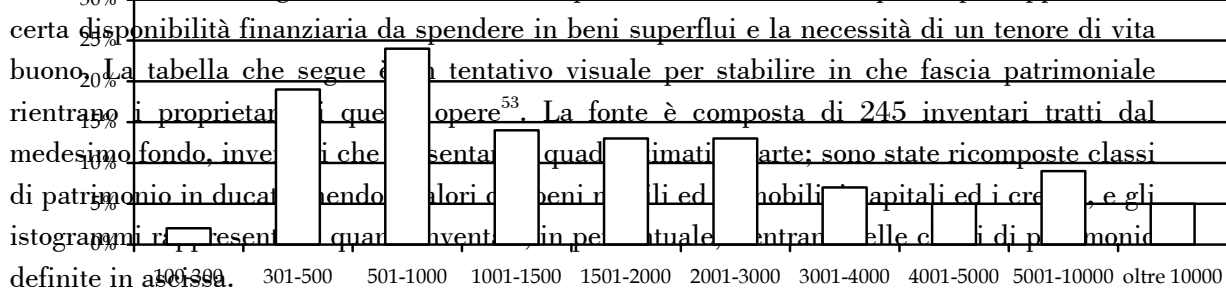 30%
certa disponibilità finanziaria da spendere in beni superflui e la necessità di un tenore di vita
25%
buono. La tabella che segue è un tentativo visuale per stabilire in che fascia patrimoniale
20%
rientrano i proprietari di queste opere53. La fonte è composta di 245 inventari tratti dal
15%
medesimo fondo, inventari che presentano quadri stimati d'arte; sono state ricomposte classi
10%
di patrimonio in ducati, valori beni mobili ed immobili, i capitali ed i crediti, e gli
5%
istogrammi rappresentano quanti inventari, in percentuale, rientrano nelle classi di patrimonio
0%
definite in ascissa.
100-300 301-500 501-1000 1001-1500 1501-2000 2001-3000 3001-4000 4001-5000 5001-10000 oltre 10000